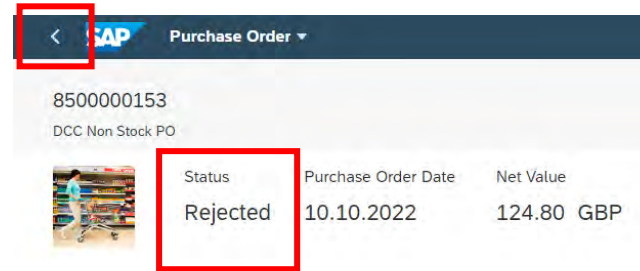 < SAP Purchase Order
8500000153
DCC Non Stock PO
Status Purchase Order Date Net Value
Rejected 10.10.2022 124.80 GBP